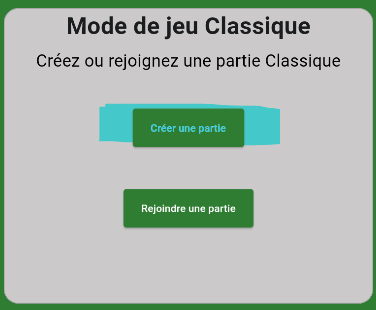 Mode de jeu Classique
Créez ou rejoignez une partie Classique
Créer une partie
Rejoindre une partie